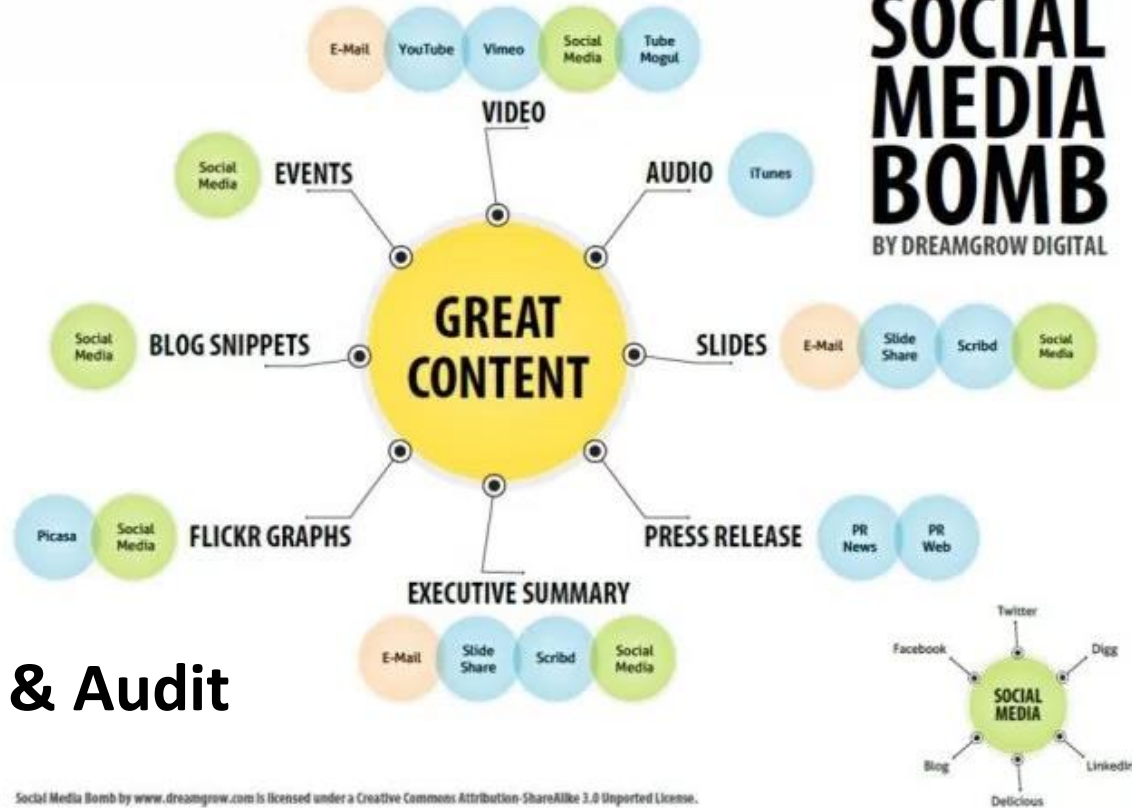 SOCIAL
MEDIA
BOMB
BY DREAMGROW DIGITAL
E-Mail
YouTube
Vimeo
Social
Media
Tube
Mogul
VIDEO
Social
Media
EVENTS
AUDIO
iTunes
GREAT
CONTENT
Social
Media
BLOG SNIPPETS
SLIDES
E-Mail
Slide
Share
Scribd
Social
Media
Picasa
Social
Media
FLICKR GRAPHS
PRESS RELEASE
PR
News
PR
Web
EXECUTIVE SUMMARY
E-Mail
Slide
Share
Scribd
Social
Media
& Audit
Twitter
Facebook
Digg
SOCIAL
MEDIA
Blog
LinkedIn
Delicious
Social Media Bomb by www.dreamgrow.com is licensed under a Creative Commons Attribution-ShareAlike 3.0 Unported License.